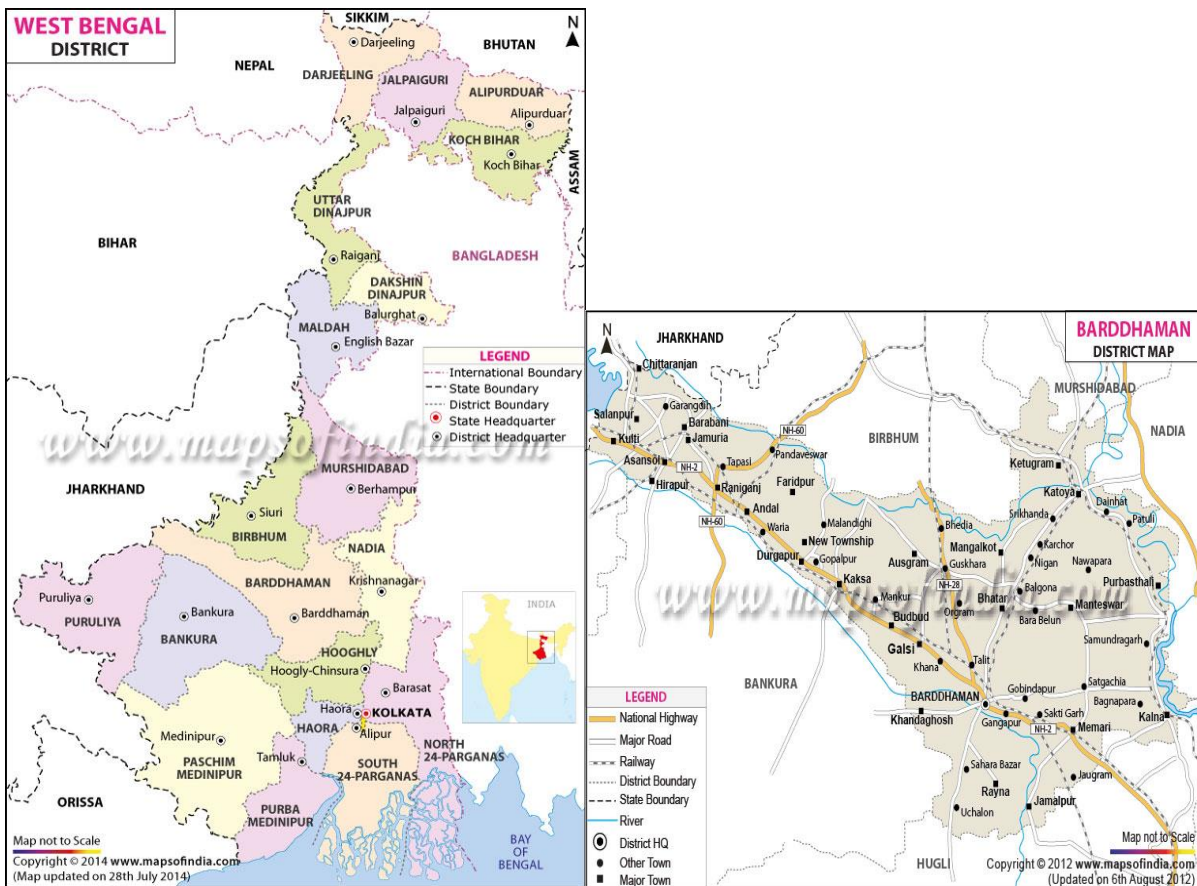 WEST BENGAL
DISTRICT
SIKKIM
N
Darjeeling
BHUTAN
NEPAL
DARJEELING
JALPAIGURI
ALIPURDUAR
Jalpaiguri
Alipurduar
KOCH BIHAR
Koch Bihar
ASSAM
UTTAR
DINAJPUR
BIHAR
Raiganj
BANGLADESH
DAKSHIN
DINAJPUR
Balurghat
MALDAH
English Bazar
LEGEND
International Boundary
State Boundary
District Boundary
State Headquarter
District Headquarter
www.mapsofindia.com
MURSHIDABAD
JHARKHAND
Berhampur
Siuri
BIRBHUM
NADIA
BARDDHAMAN
Krishnanagar
Puruliya
Bankura
Barddhaman
PURULIYA
BANKURA
INDIA
HOOGHLY
Hoogly-Chinsura
Barasat
Haora
KOLKATA
HAORA
Alipur
Medinipur
Tamluk
NORTH
24-PARGANAS
PASCHIM
MEDINIPUR
SOUTH
24-PARGANAS
ORISSA
PURBA
MEDINIPUR
BAY
OF
BENGAL
Map not to Scale
Copyright © 2014 www.mapsofindia.com
(Map updated on 28th July 2014)
N
JHARKHAND
BARDDHAMAN
DISTRICT MAP
Chittaranjan
MURSHIDABAD
Garangdih
Salanpur
Barabani
NH-60
BIRBHUM
NADIA
Kulti
Jamuria
Pandaveswar
Asansol
NH-2
Tapasi
Ketugram
Hirapur
Raniganj
Faridpur
Katoya
Dainhat
NH-60
Andal
Srikhanda
Patuli
Waria
Malandighi
Bhedia
New Township
Mangalkot
Karchor
Durgapur
Gopalpur
Ausgram
Guskhara
Nigan
Nawapara
Kaksa
NH-28
Balgona
Purbasthali
www.mapsofindia.com
Mankur
Orgram
Bhatar
Manteswar
Budbud
Bara Belun
Galsi
Samundragarh
Khana
Talit
BANKURA
LEGEND
BARDDHAMAN
Gobindapur
Satgachia
National Highway
Khandaghosh
Gangapur
Sakti Garh
Bagnapara
Kalna
Major Road
NH-2
Memari
Railway
District Boundary
Sahara Bazar
Jaugram
State Boundary
Rayna
River
Uchalon
Jamalpur
District HQ
Other Town
Major Town
HUGLI
Map not to Scale
Copyright © 2012 www.mapsofindia.com
(Updated on 6th August 2012)